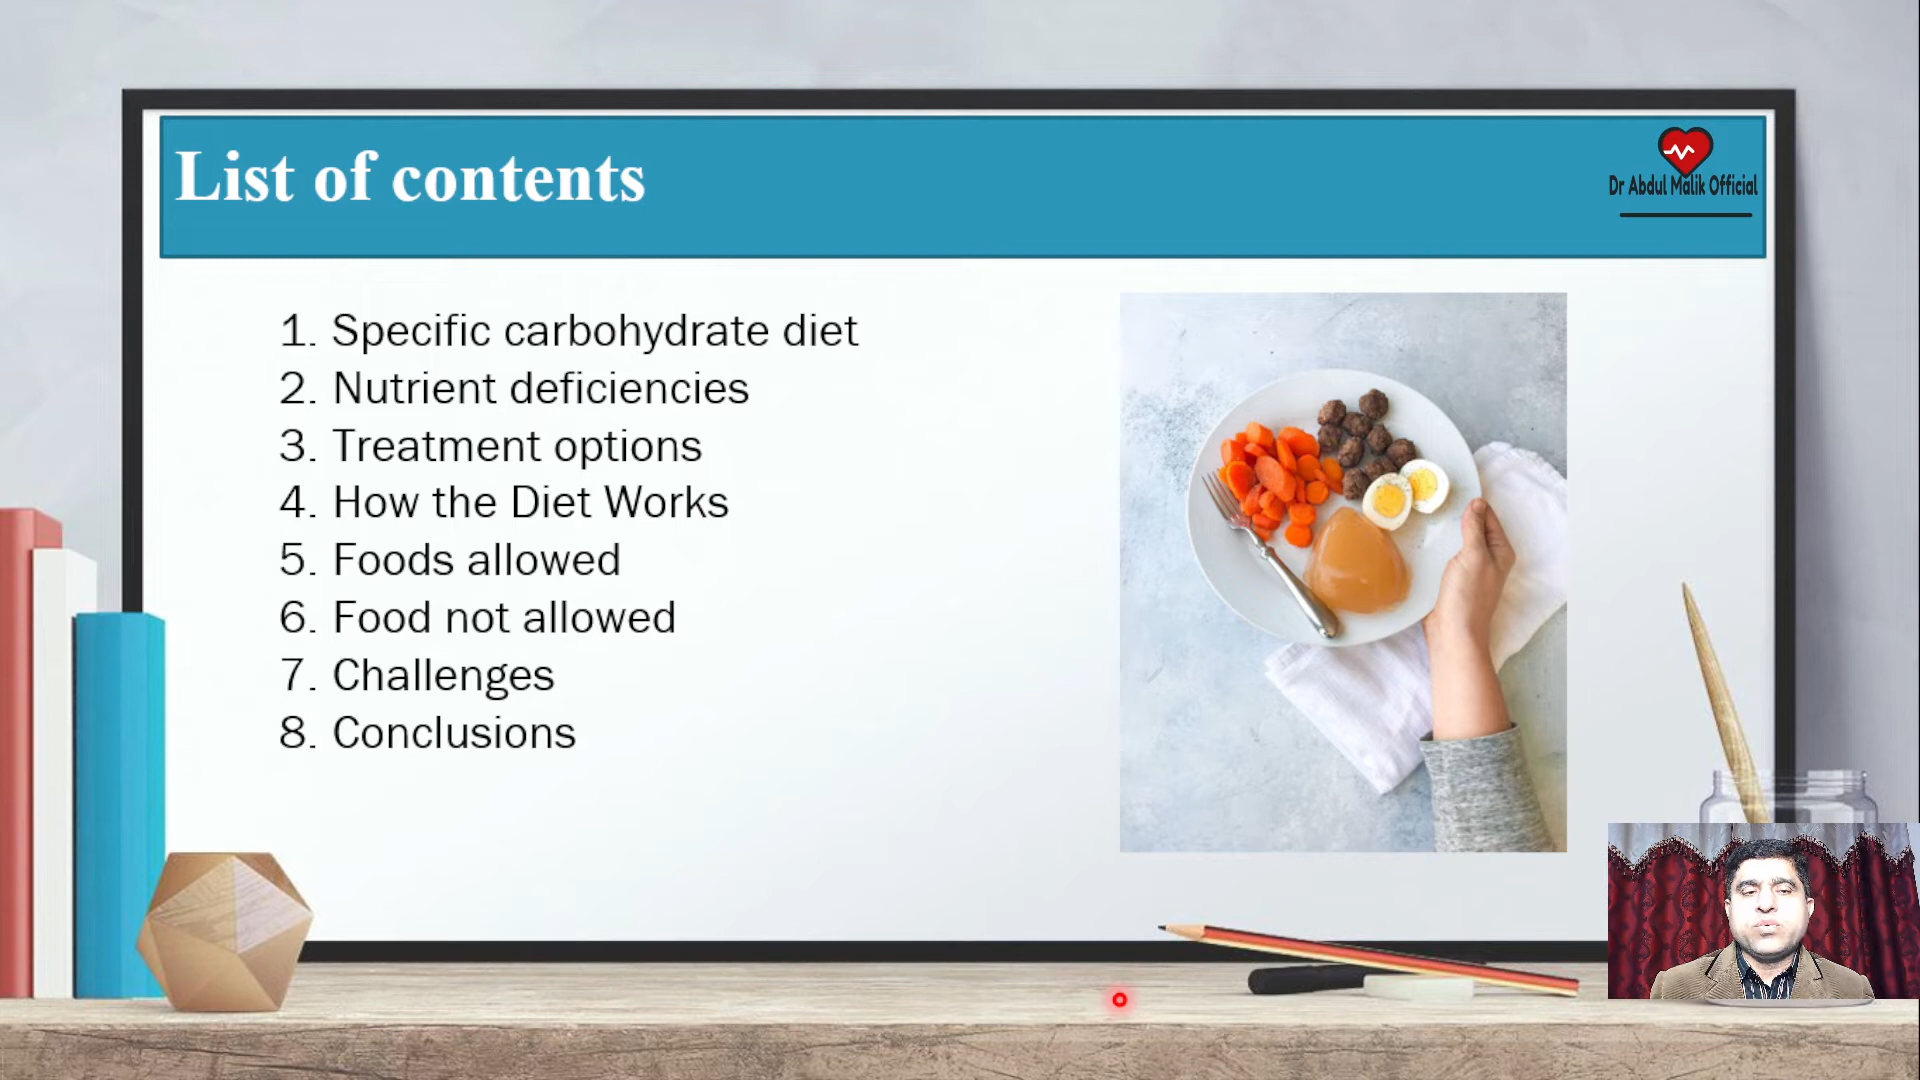 List of contents
Dr Abdul Malik Official
1. Specific carbohydrate diet
2. Nutrient deficiencies
3. Treatment options
4. How the Diet Works
5. Foods allowed
6. Food not allowed
7. Challenges
8. Conclusions